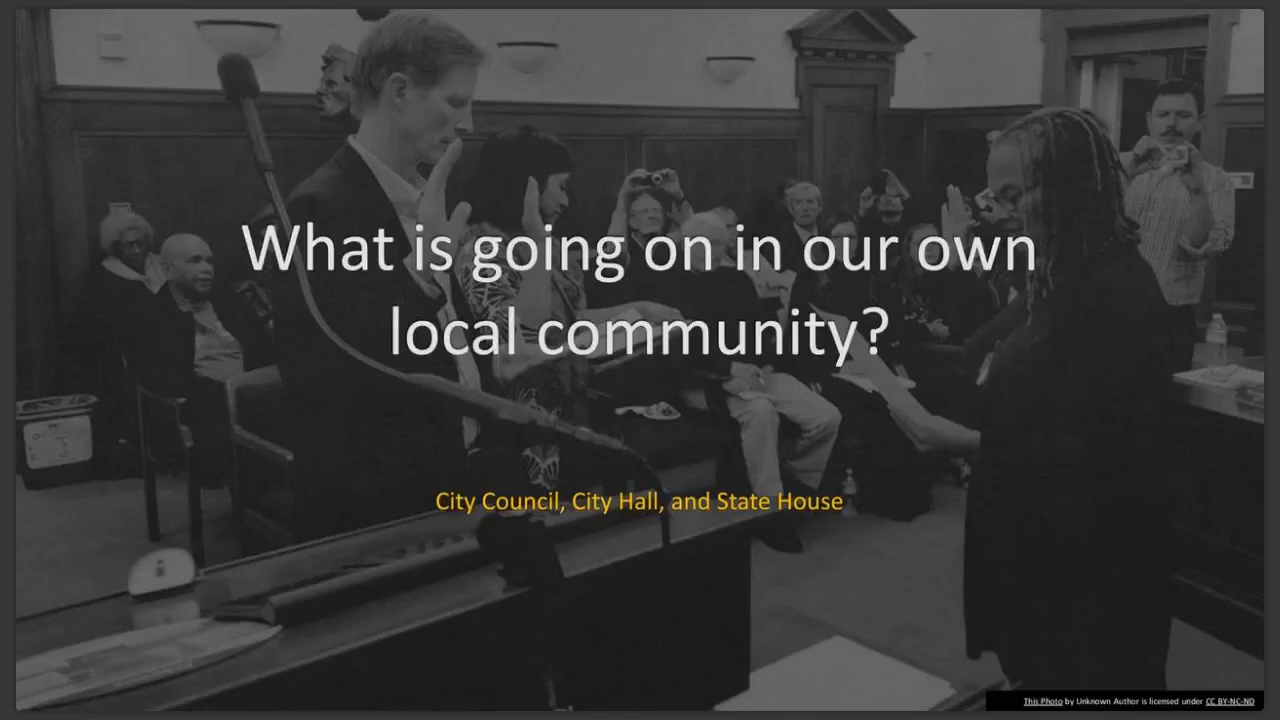 What is going on in our own
local community?
City Council, City Hall, and State House
This Photo by Unknown Author is licensed under CC BY-NC-ND